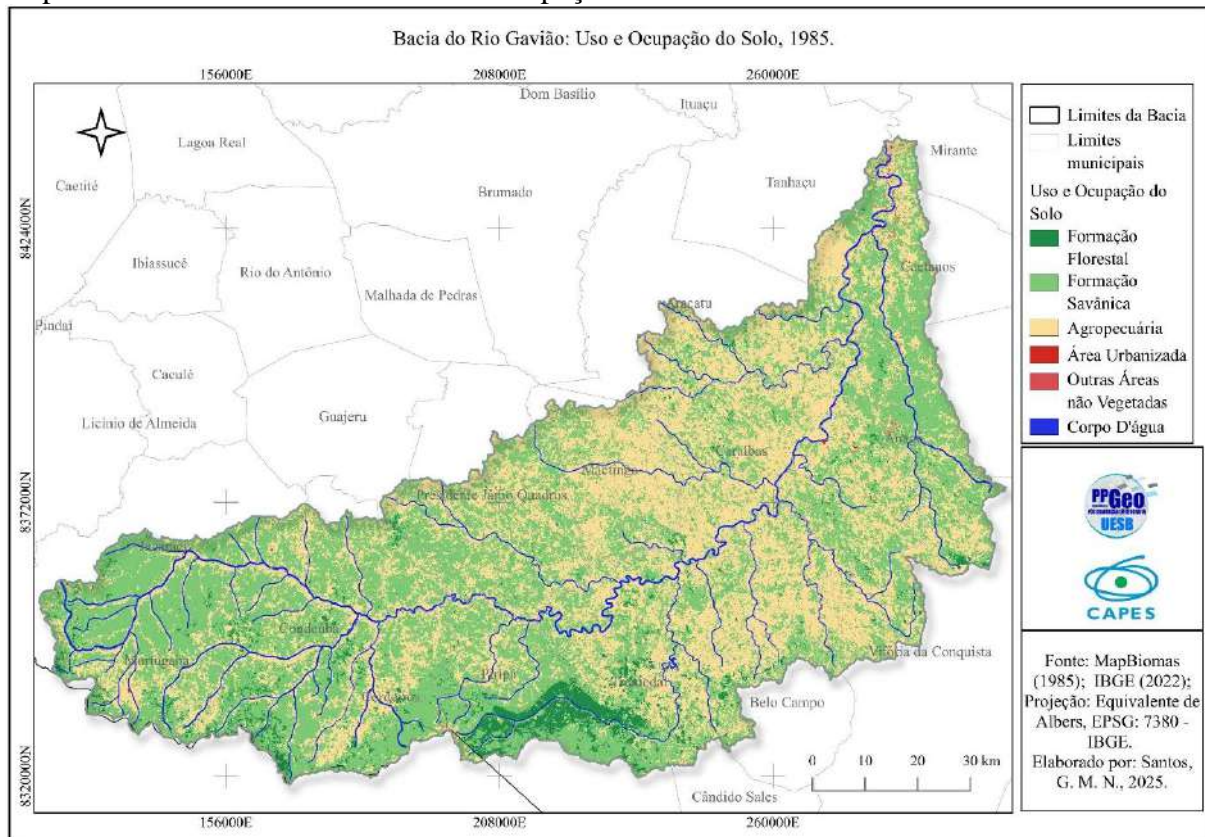 Bacia do Rio Gavião: Uso e Ocupação do Solo, 1985.
156000E
208000E
260000E
Dom Basílio
Ituaçu
Lagoa Real
Mirante
Caetité
Tanhaçu
Brumado
8424000N
Ibiassucê
Rio do Antônio
Caetanos
Malhada de Pedras
Aracatu
Pindaí
Caculé
Guajeru
Licínio de Almeida
Caraíbas
Maetinga
Presidente Jânio Quadros
8372000N
Condeúba
Mortugaba
Piripá
Tremedal
Vitória da Conquista
Belo Campo
8320000N
Cândido Sales
0 10 20 30 km
156000E
208000E
260000E
Limites da Bacia
Limites
municipais
Uso e Ocupação do
Solo
Formação
Florestal
Formação
Savânica
Agropecuária
Área Urbanizada
Outras Áreas
não Vegetadas
Corpo D'água
PPGeo
UESB
CAPES
Fonte: MapBiomas
(1985); IBGE (2022);
Projeção: Equivalente de
Albers, EPSG: 7380 -
IBGE.
Elaborado por: Santos,
G. M. N., 2025.